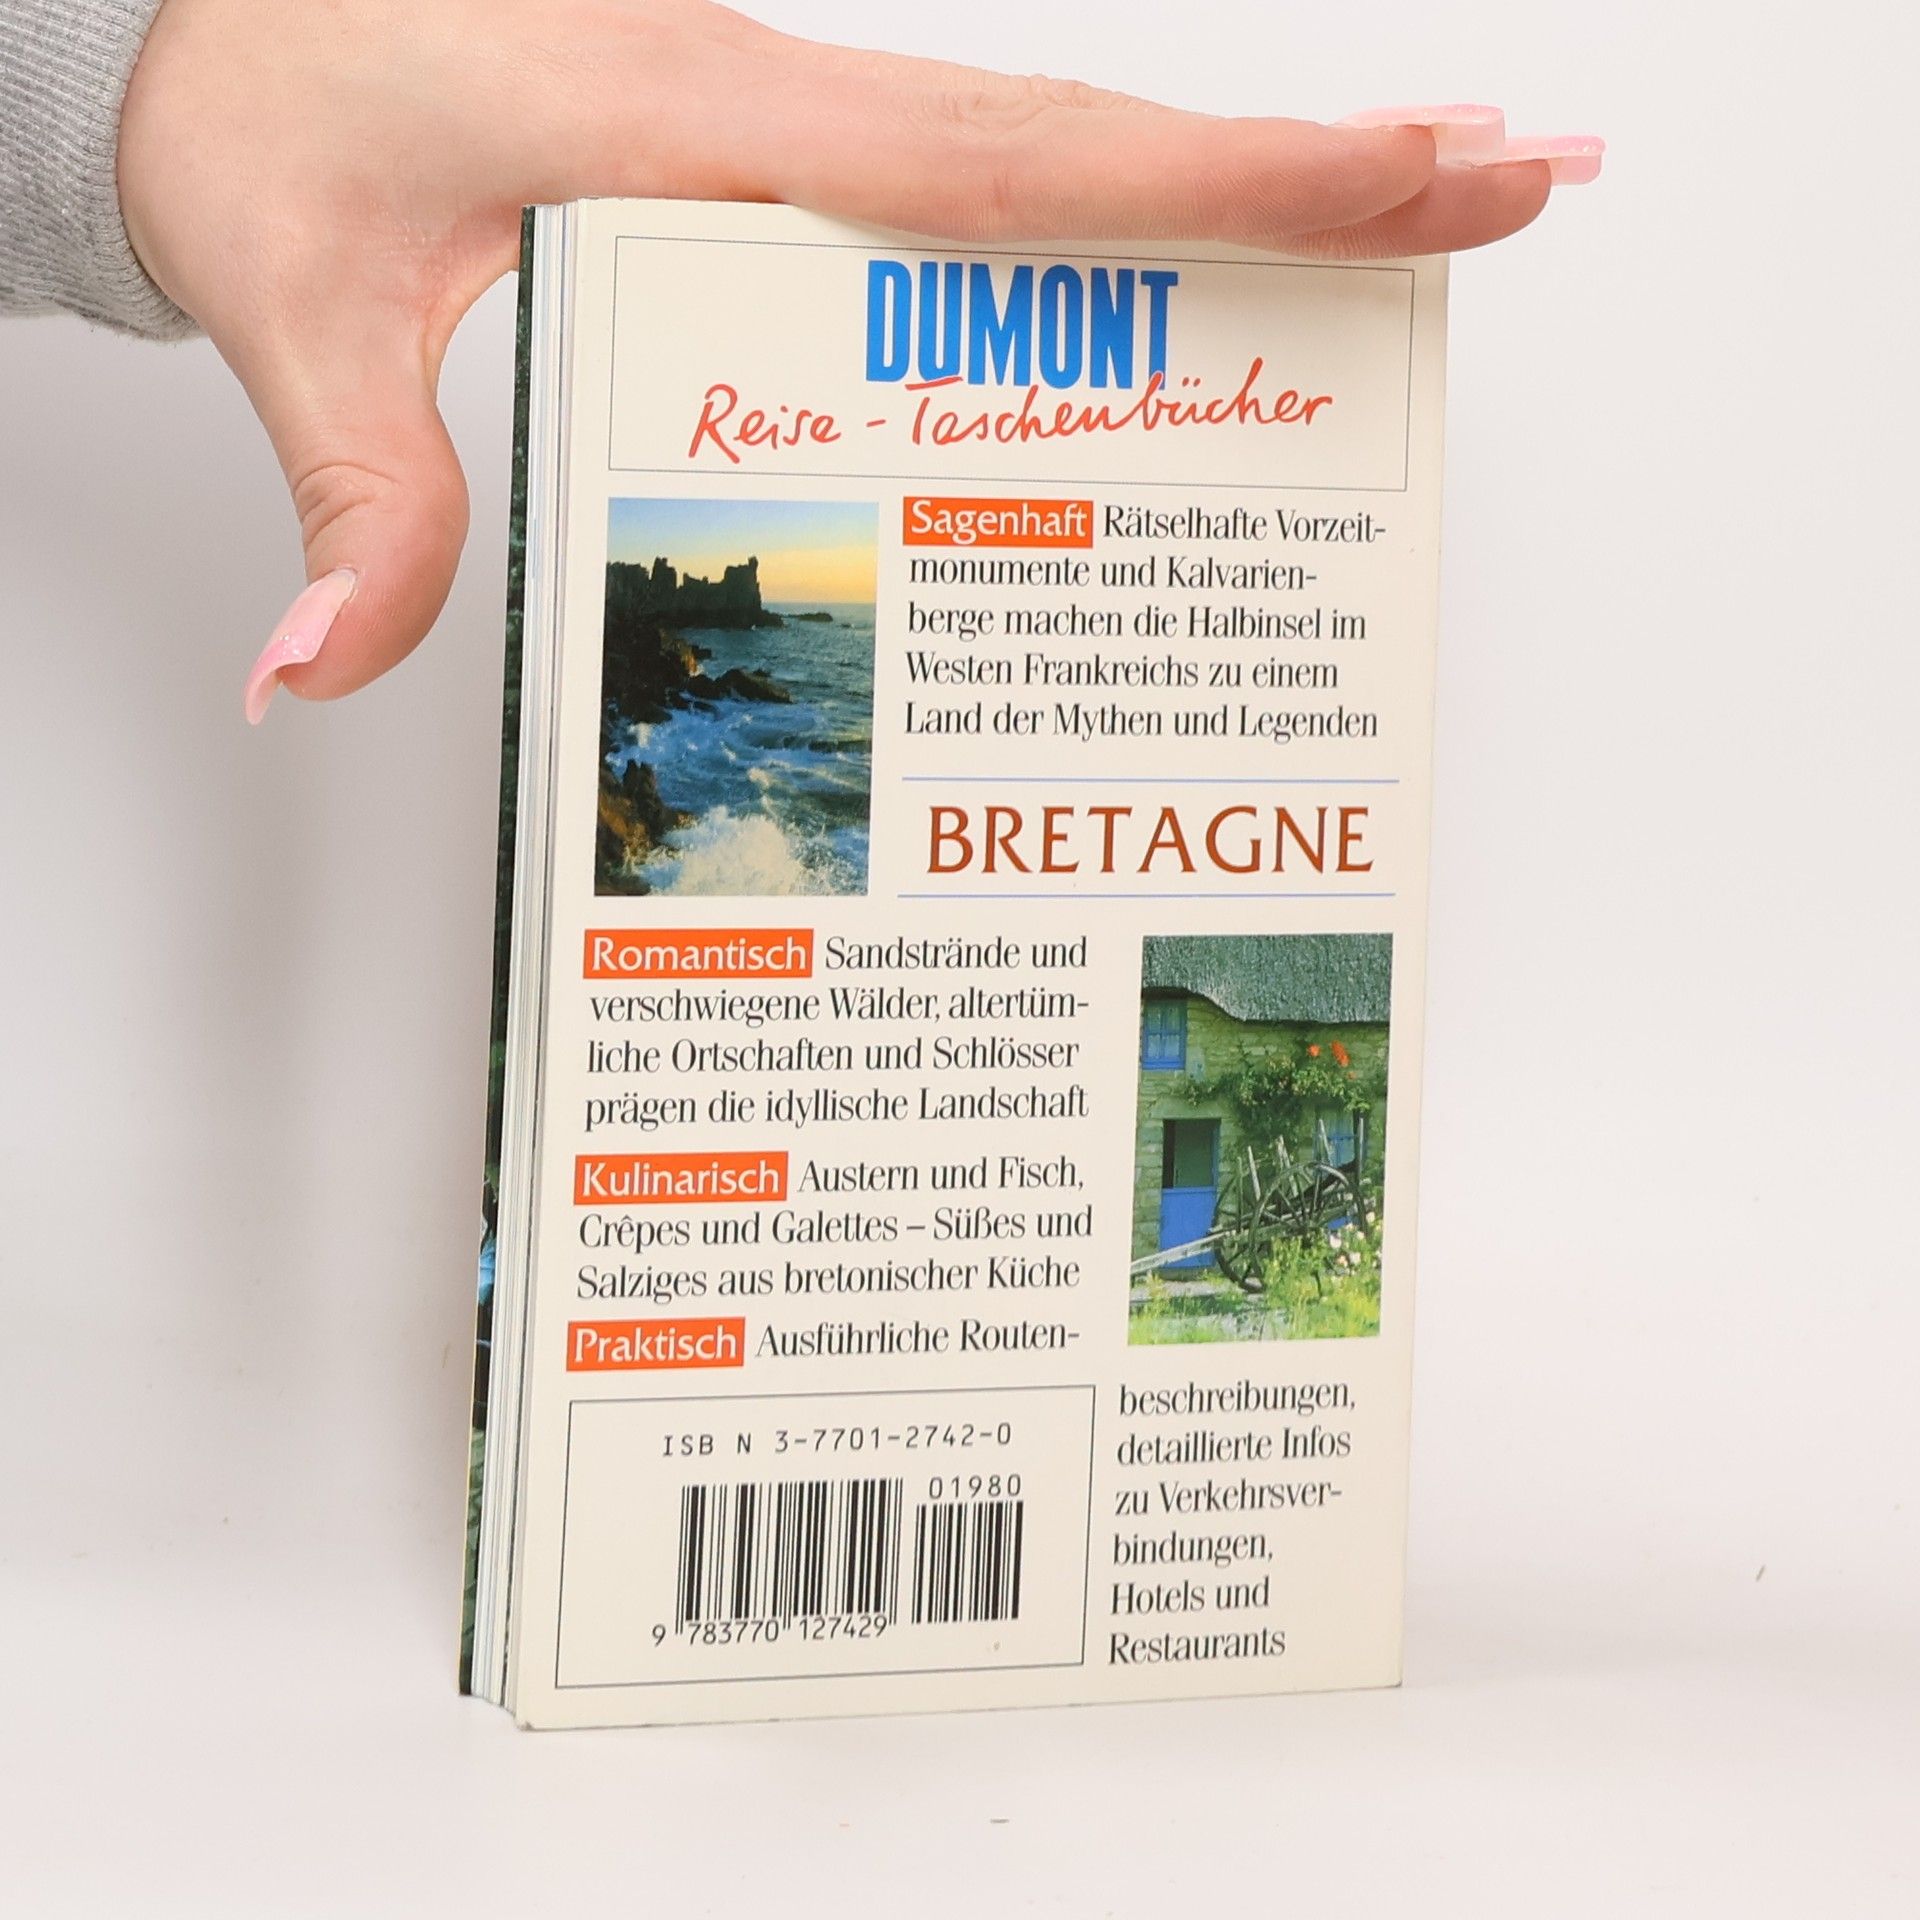 DUMONT
Reise-Taschenbücher
Sagenhaft Rätselhafte Vorzeit-
monumente und Kalvarien-
berge machen die Halbinsel im
Westen Frankreichs zu einem
Land der Mythen und Legenden
BRETAGNE
Romantisch Sandstrände und
verschwiegene Wälder, altertüm-
liche Ortschaften und Schlösser
prägen die idyllische Landschaft
Kulinarisch Austern und Fisch,
Crêpes und Galettes – Süßes und
Salziges aus bretonischer Küche
Praktisch Ausführliche Routen-
beschreibungen,
detaillierte Infos
zu Verkehrsver-
bindungen,
Hotels und
Restaurants
ISB N 3-7701-2742-0
01980
9 783770 127429